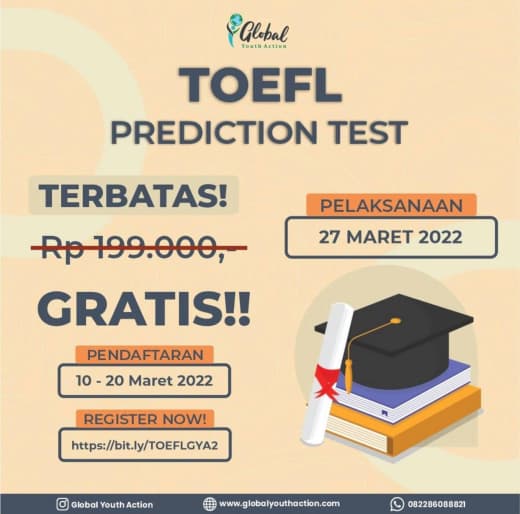 Global
Youth Action
TOEFL
PREDICTION TEST
TERBATAS!
Rp 199.000,-
GRATIS!!
PENDAFTARAN
10 - 20 Maret 2022
REGISTER NOW!
https://bit.ly/TOEFLGYA2
PELAKSANAAN
27 MARET 2022
Global Youth Action
www.globalyouthaction.com
082286088821